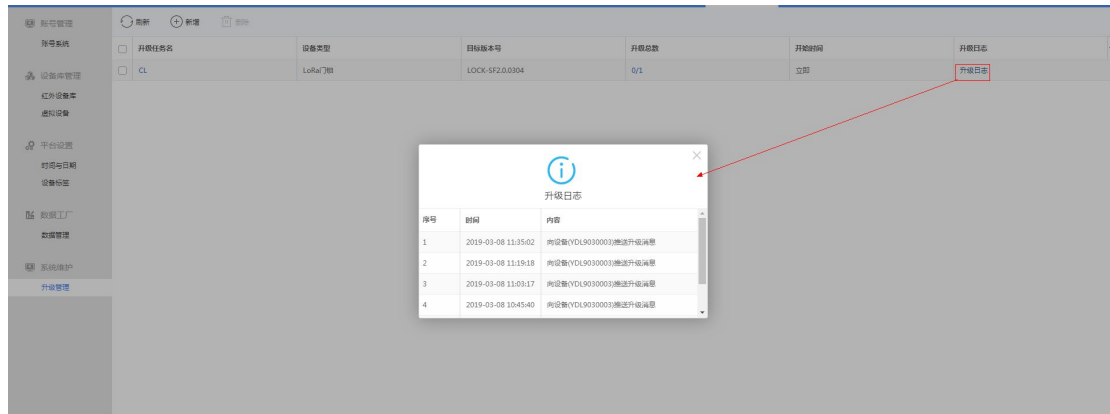 账号管理
账号系统
设备库管理
红外设备库
虚拟设备
平台设置
时间与日期
设备标签
数据工厂
数据管理
系统维护
升级管理
刷新 新增 删除
升级任务名 设备类型 目标版本号 升级总数 开始时间 升级日志
CL LoRa门锁 LOCK-SF2.0.0304 0/1 立即 升级日志
升级日志
序号 时间 内容
1 2019-03-08 11:35:02 向设备(YDL9030003)推送升级消息
2 2019-03-08 11:19:18 向设备(YDL9030003)推送升级消息
3 2019-03-08 11:03:17 向设备(YDL9030003)推送升级消息
4 2019-03-08 10:45:40 向设备(YDL9030003)推送升级消息